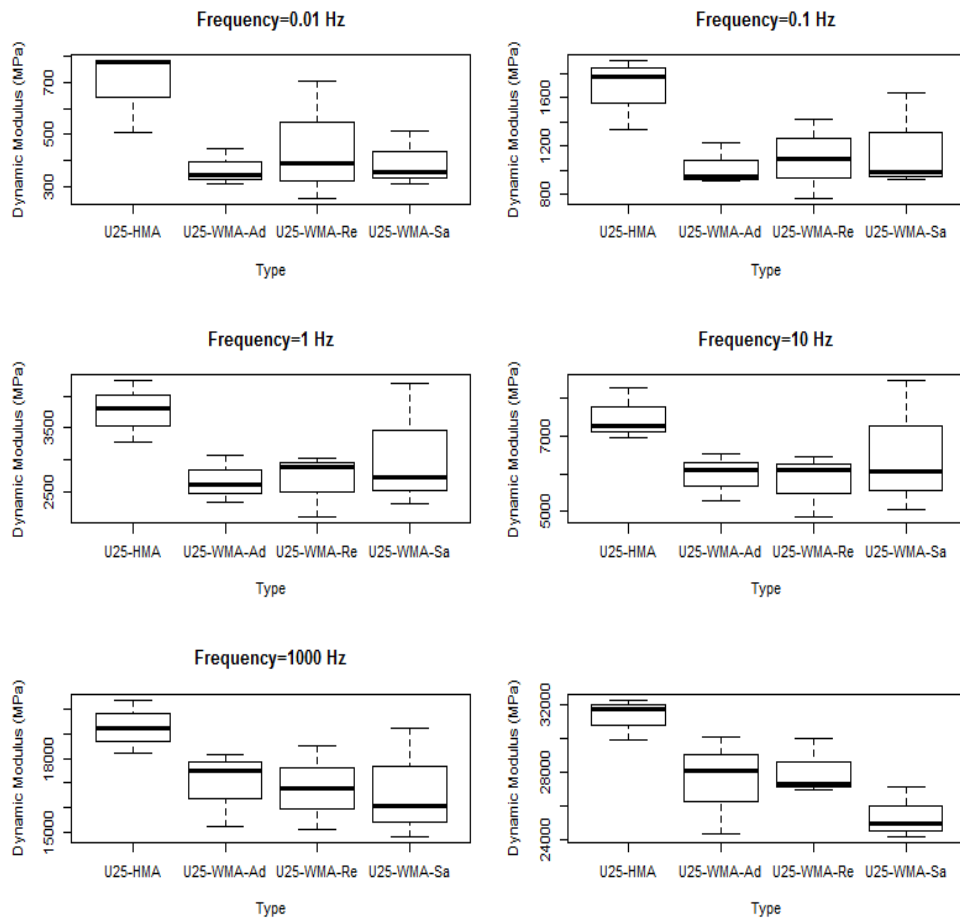 Frequency=0.01 Hz
Dynamic Modulus (MPa)
700
500
300
U25-HMA U25-WMA-Ad U25-WMA-Re U25-WMA-Sa
Type
Frequency=0.1 Hz
Dynamic Modulus (MPa)
1600
1200
800
U25-HMA U25-WMA-Ad U25-WMA-Re U25-WMA-Sa
Type
Frequency=1 Hz
Dynamic Modulus (MPa)
3500
2500
U25-HMA U25-WMA-Ad U25-WMA-Re U25-WMA-Sa
Type
Frequency=10 Hz
Dynamic Modulus (MPa)
7000
5000
U25-HMA U25-WMA-Ad U25-WMA-Re U25-WMA-Sa
Type
Frequency=1000 Hz
Dynamic Modulus (MPa)
18000
15000
U25-HMA U25-WMA-Ad U25-WMA-Re U25-WMA-Sa
Type
Dynamic Modulus (MPa)
32000
28000
24000
U25-HMA U25-WMA-Ad U25-WMA-Re U25-WMA-Sa
Type